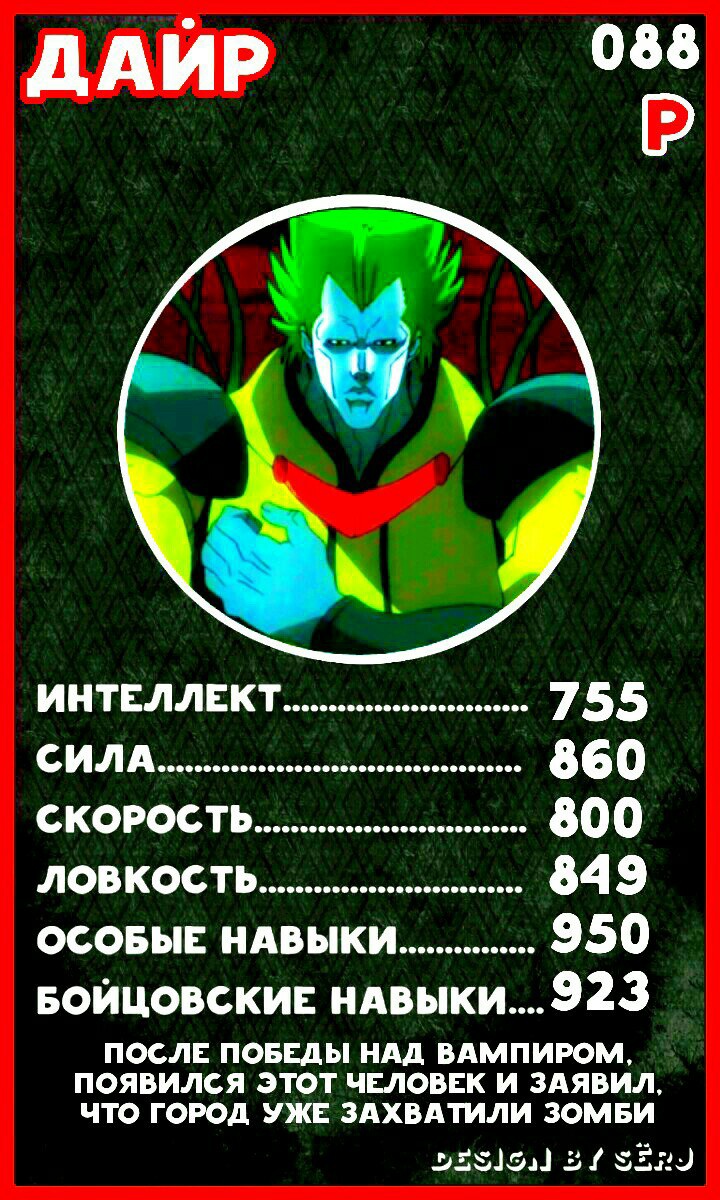 ДАЙР
088
Р
ИНТЕЛЛЕКТ........................... 755
СИЛА........................................ 860
СКОРОСТЬ.............................. 800
ЛОВКОСТЬ............................. 849
ОСОБЫЕ НАВЫКИ............... 950
БОЙЦОВСКИЕ НАВЫКИ.... 923
ПОСЛЕ ПОБЕДЫ НАД ВАМПИРОМ,
ПОЯВИЛСЯ ЭТОТ ЧЕЛОВЕК И ЗАЯВИЛ,
ЧТО ГОРОД УЖЕ ЗАХВАТИЛИ ЗОМБИ
DESIGN BY SЁRJ